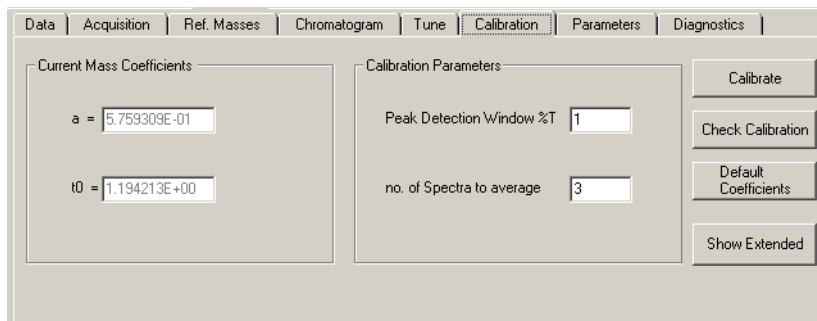 Data Acquisition Ref. Masses Chromatogram Tune Calibration Parameters Diagnostics
Current Mass Coefficients
a = 5.759309E-01
t0 = 1.194213E+00
Calibration Parameters
Peak Detection Window %T 1
no. of Spectra to average 3
Calibrate
Check Calibration
Default
Coefficients
Show Extended